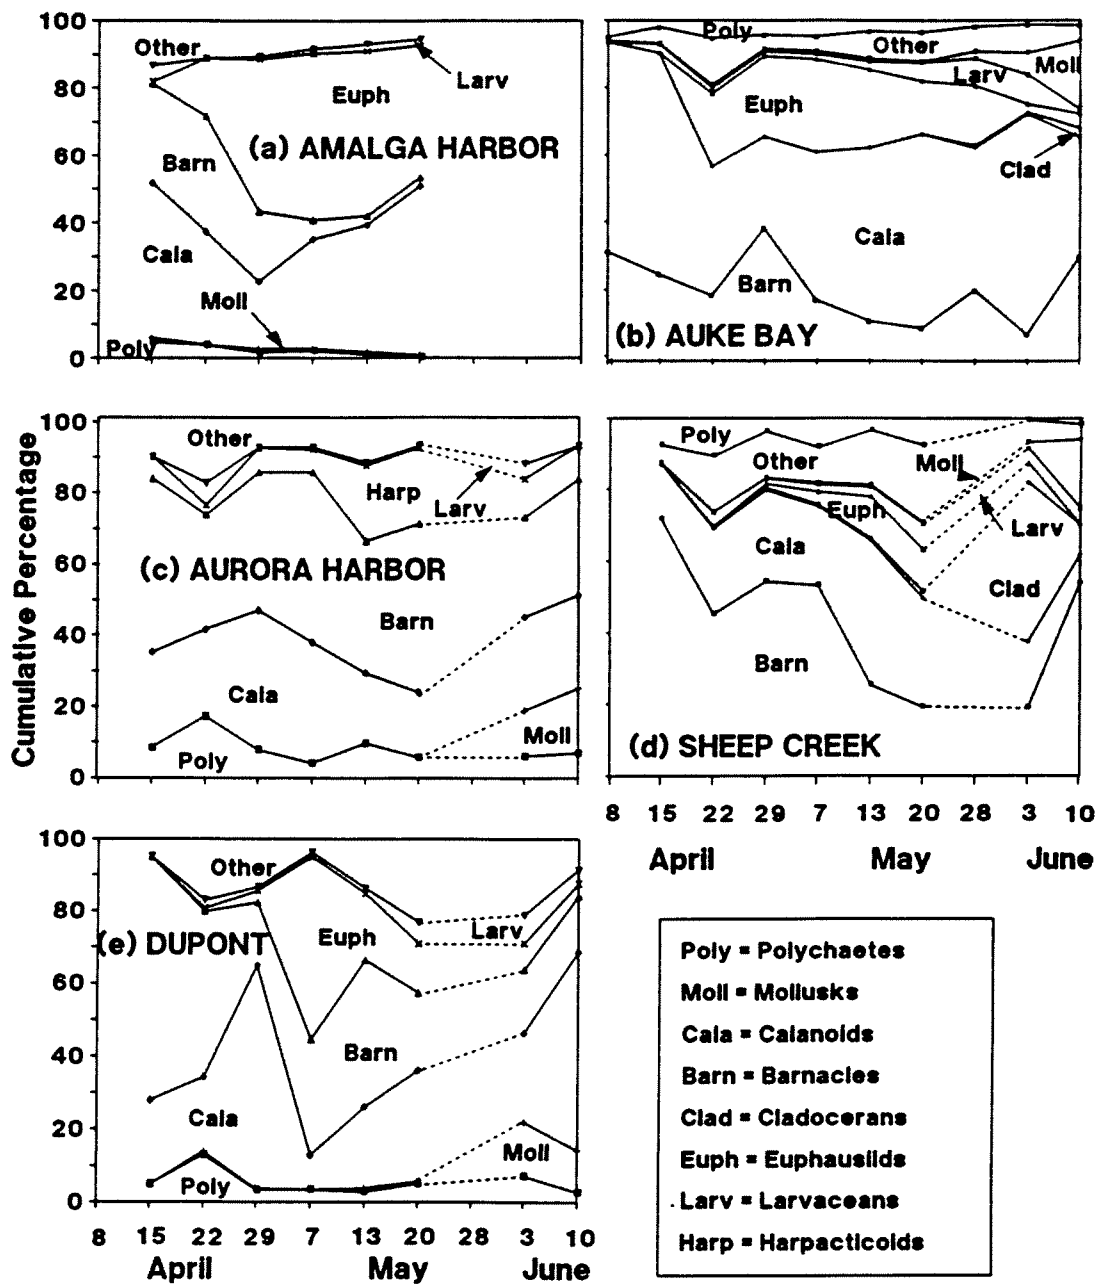 100
80
60
40
20
0
Other
Larv
Euph
(a) AMALGA HARBOR
Barn
Cala
Moll
Poly
Poly
Other
Moll
Larv
Euph
Clad
Cala
Barn
(b) AUKE BAY
Cumulative Percentage
100
80
60
40
20
0
Other
Harp
Larv
(c) AURORA HARBOR
Barn
Cala
Moll
Poly
Poly
Other
Moll
Euph
Larv
Cala
Clad
Barn
(d) SHEEP CREEK
8 15 22 29 7 13 20 28 3 10
April May June
100
80
60
40
20
0
Other
Larv
Euph
(e) DUPONT
Barn
Cala
Moll
Poly
8 15 22 29 7 13 20 28 3 10
April May June
Poly = Polychaetes
Moll = Mollusks
Cala = Calanoids
Barn = Barnacles
Clad = Cladocerans
Euph = Euphausiids
Larv = Larvaceans
Harp = Harpacticoids